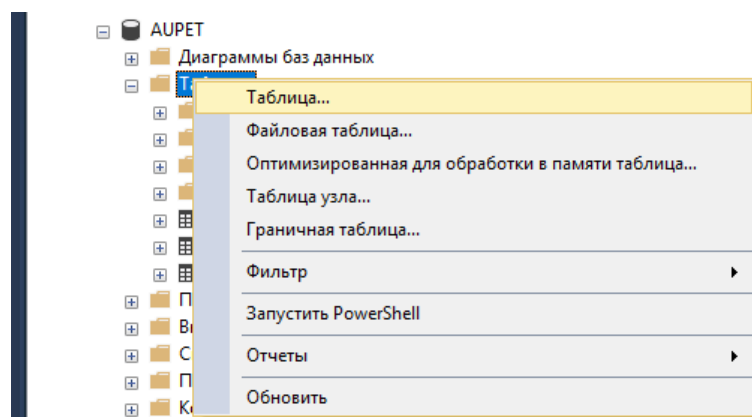 AUPET
Диаграммы баз данных
Таблица...
Файловая таблица...
Оптимизированная для обработки в памяти таблица...
Таблица узла...
Граничная таблица...
Фильтр
Запустить PowerShell
Отчеты
Обновить